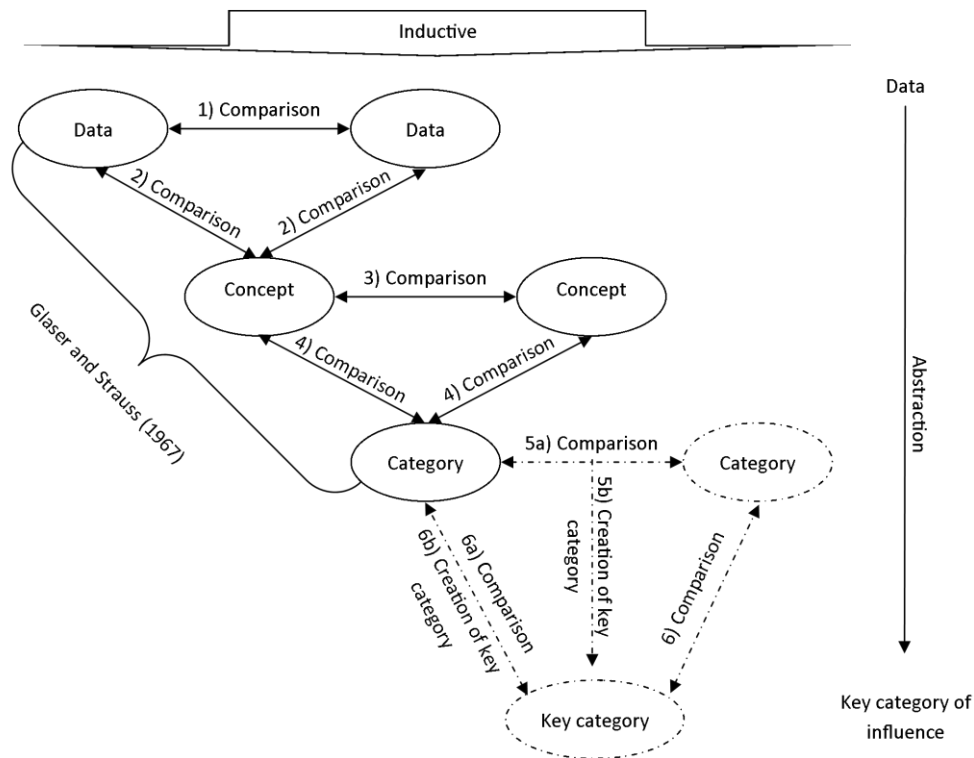 Inductive
Data
1) Comparison
Data
Data
2) Comparison
2) Comparison
Concept
3) Comparison
Concept
Glaser and Strauss (1967)
4) Comparison
4) Comparison
Abstraction
Category
5a) Comparison
Category
6a) Comparison
6b) Creation of key
category
5b) Creation of key
category
6) Comparison
Key category
Key category of
influence